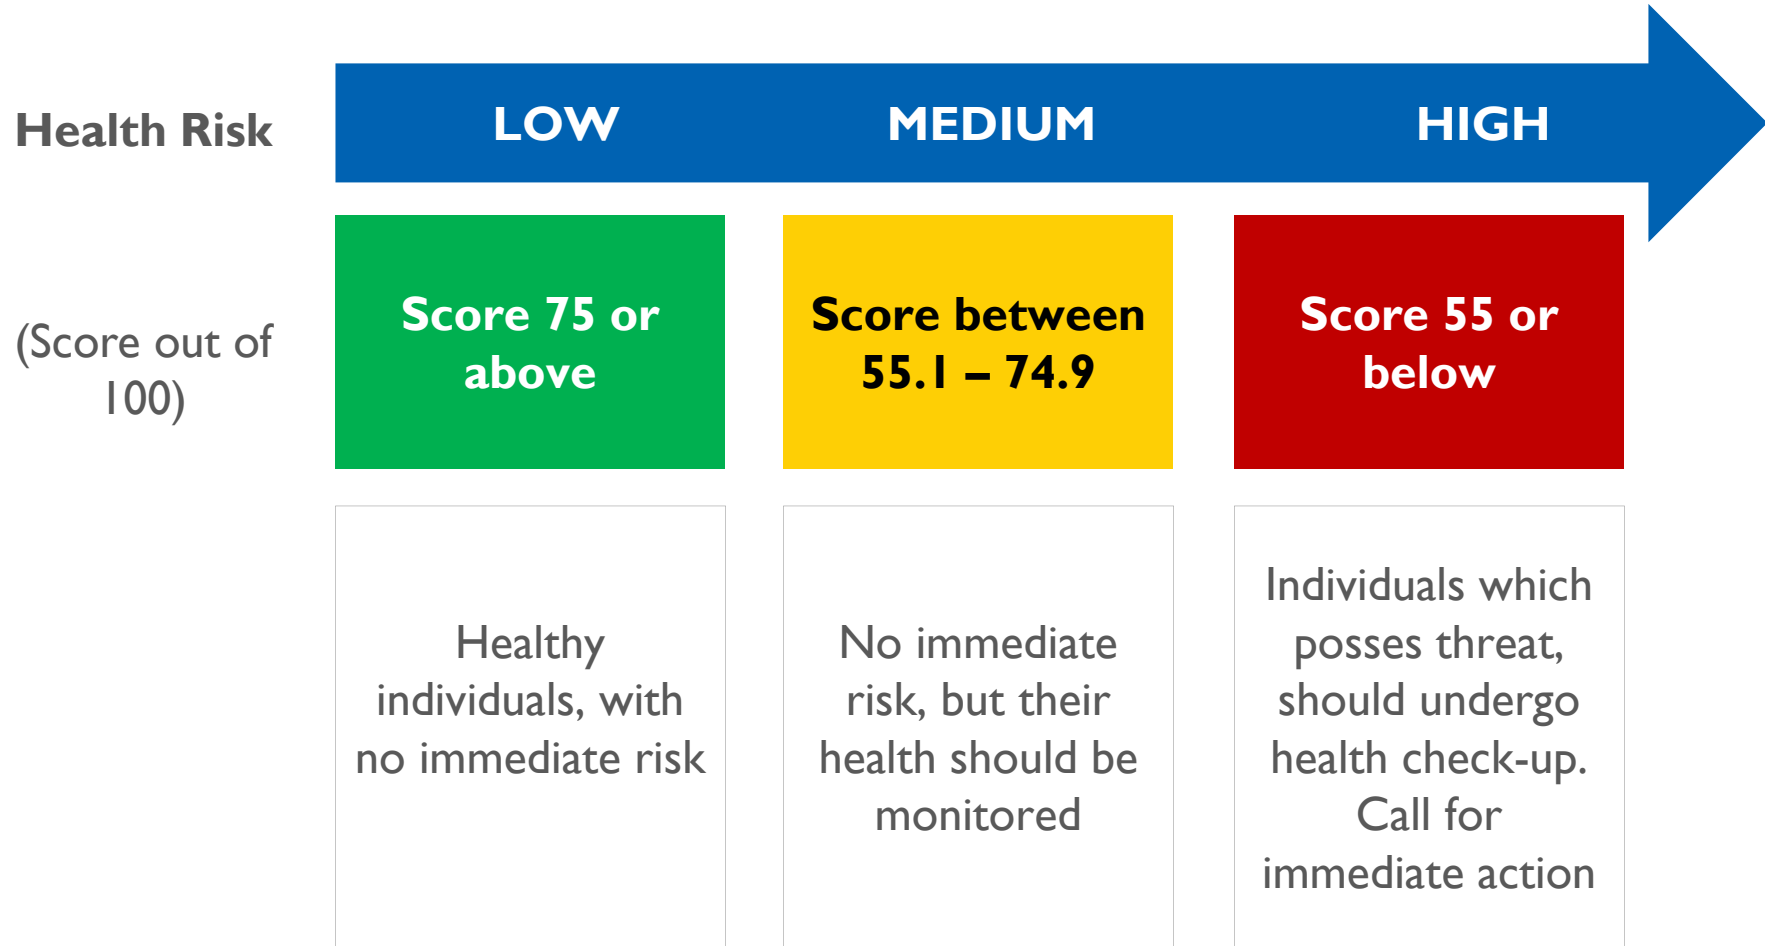 Health Risk
LOW
MEDIUM
HIGH
(Score out of
100)
Score 75 or
above
Score between
55.1 – 74.9
Score 55 or
below
Healthy
individuals, with
no immediate risk
No immediate
risk, but their
health should be
monitored
Individuals which
posses threat,
should undergo
health check-up.
Call for
immediate action